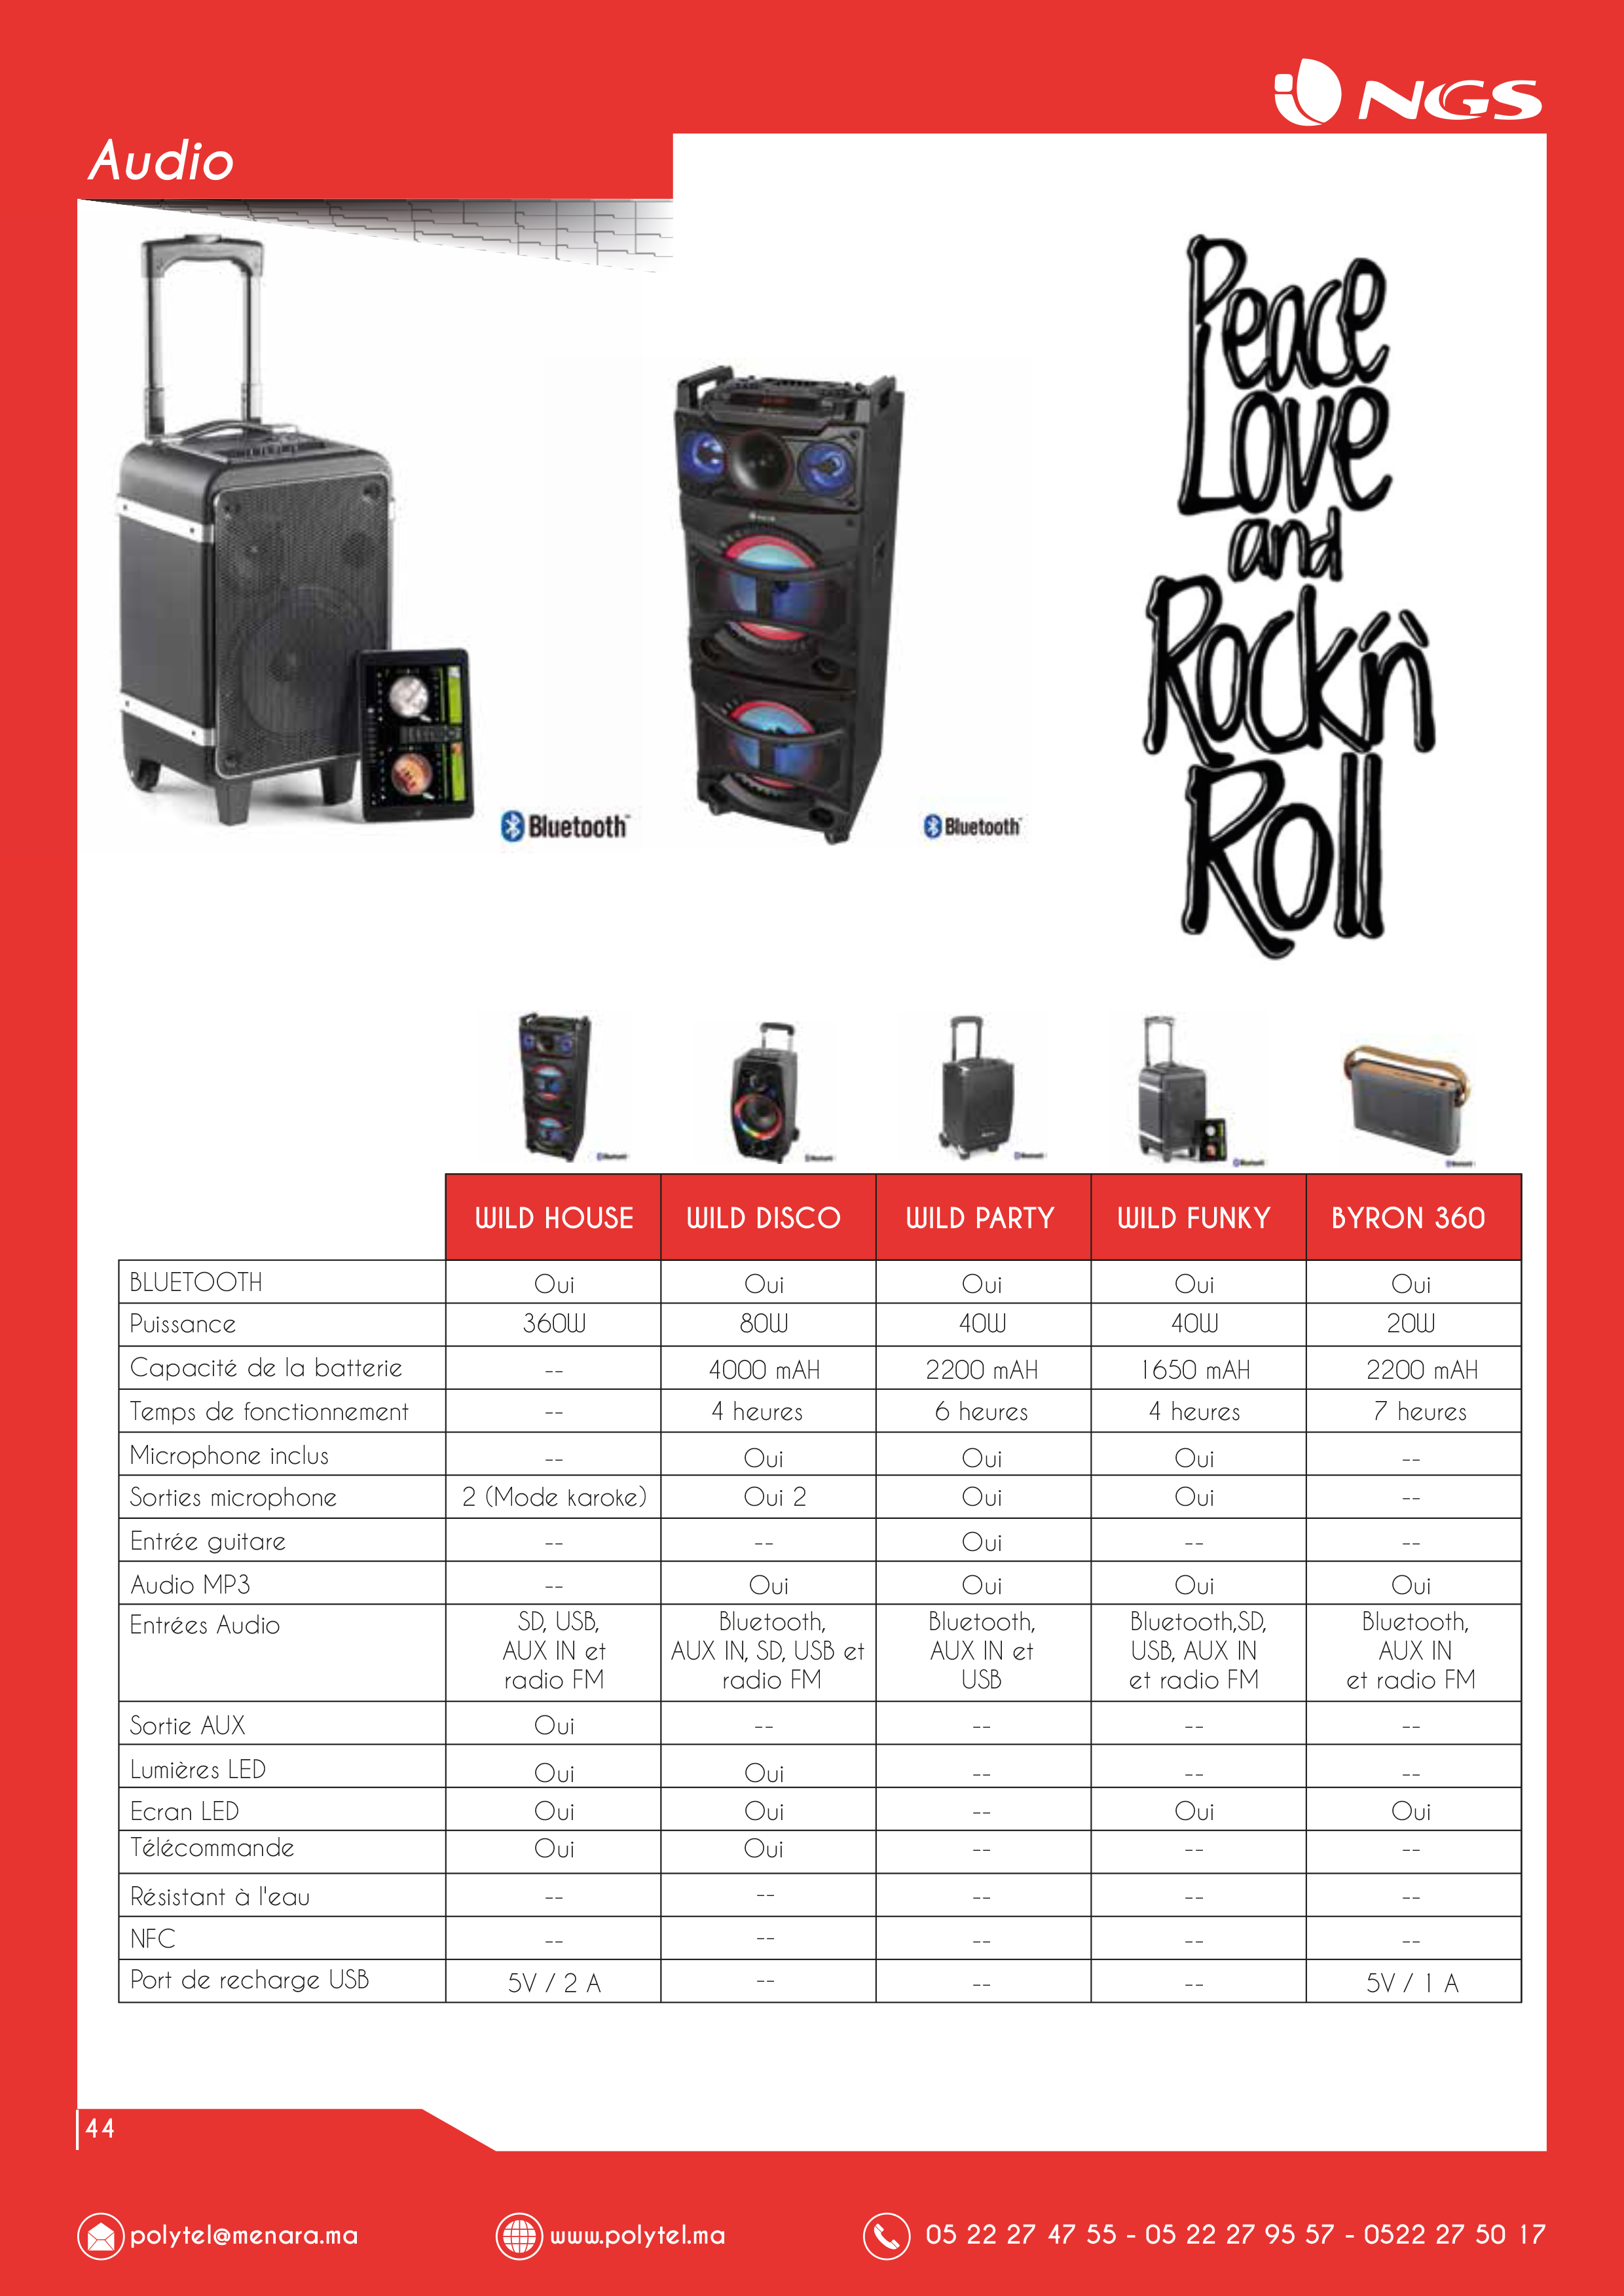 NGS
Audio
Peace
Love
and
Rock'n'
Roll
Bluetooth
Bluetooth
WILD HOUSE WILD DISCO WILD PARTY WILD FUNKY BYRON 360
BLUETOOTH Oui Oui Oui Oui Oui
Puissance 360W 80W 40W 40W 20W
Capacité de la batterie -- 4000 mAH 2200 mAH 1650 mAH 2200 mAH
Temps de fonctionnement -- 4 heures 6 heures 4 heures 7 heures
Microphone inclus -- Oui Oui Oui --
Sorties microphone 2 (Mode karoke) Oui 2 Oui Oui --
Entrée guitare -- -- Oui -- --
Audio MP3 -- Oui Oui Oui Oui
Entrées Audio SD, USB, Bluetooth, Bluetooth, Bluetooth,SD, Bluetooth,
AUX IN et AUX IN, SD, USB et AUX IN et USB, AUX IN AUX IN
radio FM radio FM USB et radio FM et radio FM
Sortie AUX Oui -- -- -- --
Lumières LED Oui Oui -- -- --
Ecran LED Oui Oui -- Oui Oui
Télécommande Oui Oui -- -- --
Résistant à l'eau -- -- -- -- --
NFC -- -- -- -- --
Port de recharge USB 5V / 2 A -- -- -- 5V / 1 A
44
polytel@menara.ma www.polytel.ma 05 22 27 47 55 - 05 22 27 95 57 - 0522 27 50 17